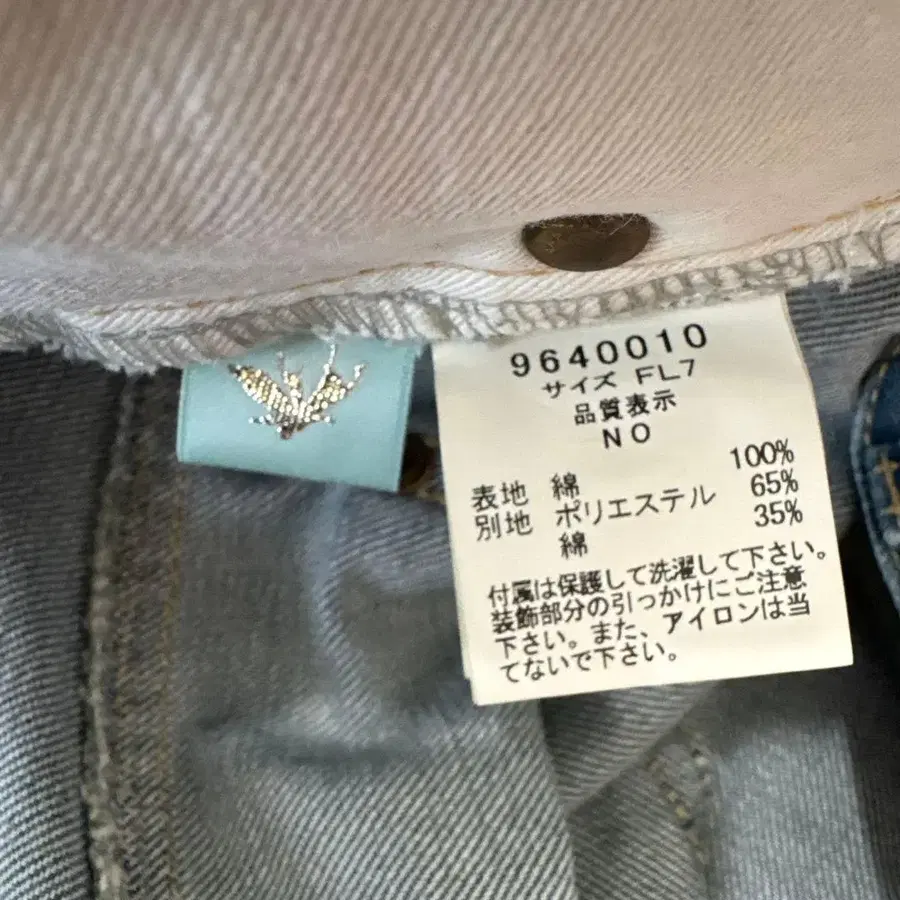 9640010
サイズ FL7
品質表示
NO
表地 綿 100%
別地 ポリエステル 65%
綿 35%
付属は保護して洗濯して下さい。
装飾部分の引っかけにご注意
下さい。また、アイロンは当
てないで下さい。